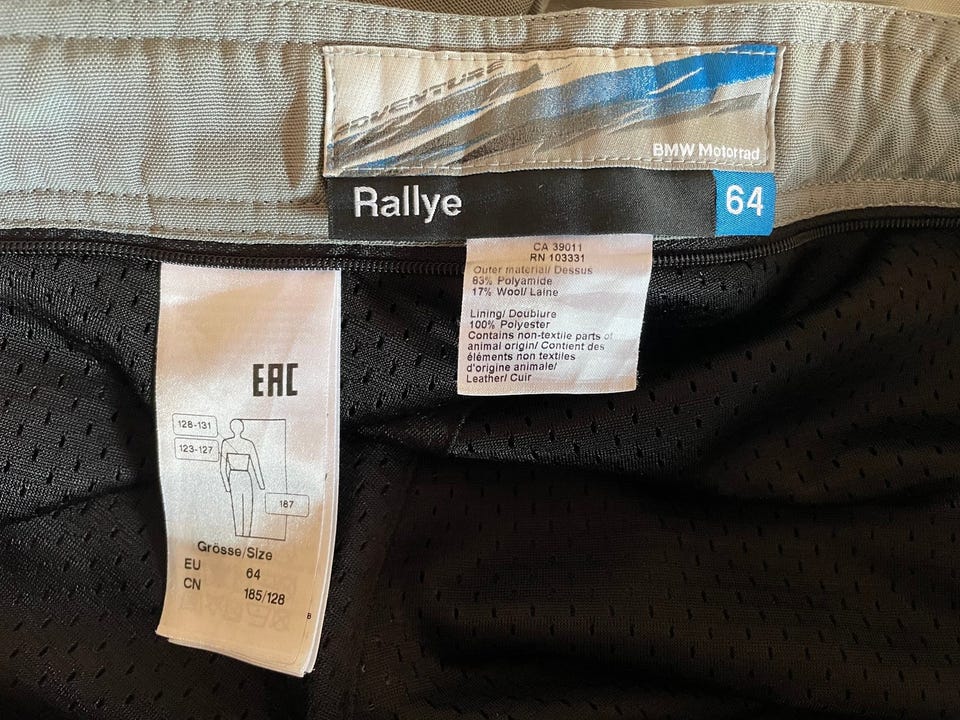 ADVENTURE
BMW Motorrad
Rallye 64
CA 39011
RN 103331
Outer material/ Dessus
83% Polyamide
17% Wool/ Laine
Lining/ Doublure
100% Polyester
Contains non-textile parts of
animal origin/ Contient des
éléments non textiles
d'origine animale/
Leather/ Cuir
EAC
128-131
123-127
187
Grösse/Size
EU 64
CN 185/128
B